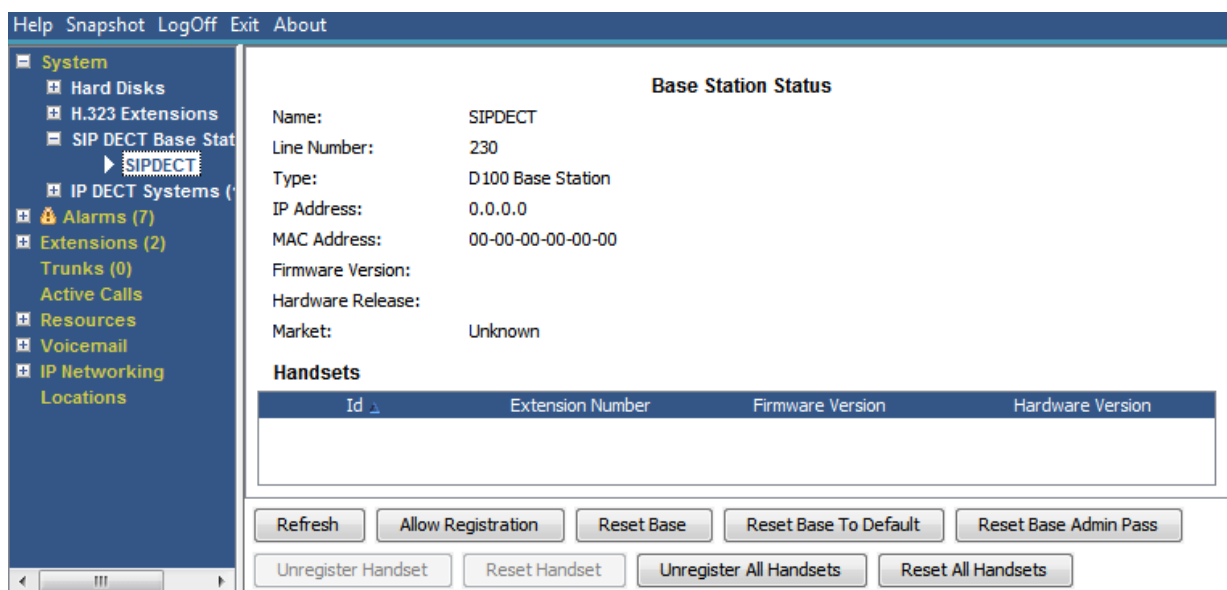 Help Snapshot LogOff Exit About
System
Hard Disks
H.323 Extensions
SIP DECT Base Stat
SIPDECT
IP DECT Systems (
Alarms (7)
Extensions (2)
Trunks (0)
Active Calls
Resources
Voicemail
IP Networking
Locations
Base Station Status
Name: SIPDECT
Line Number: 230
Type: D100 Base Station
IP Address: 0.0.0.0
MAC Address: 00-00-00-00-00-00
Firmware Version:
Hardware Release:
Market: Unknown
Handsets
Id Extension Number Firmware Version Hardware Version
Refresh Allow Registration Reset Base Reset Base To Default Reset Base Admin Pass
Unregister Handset Reset Handset Unregister All Handsets Reset All Handsets